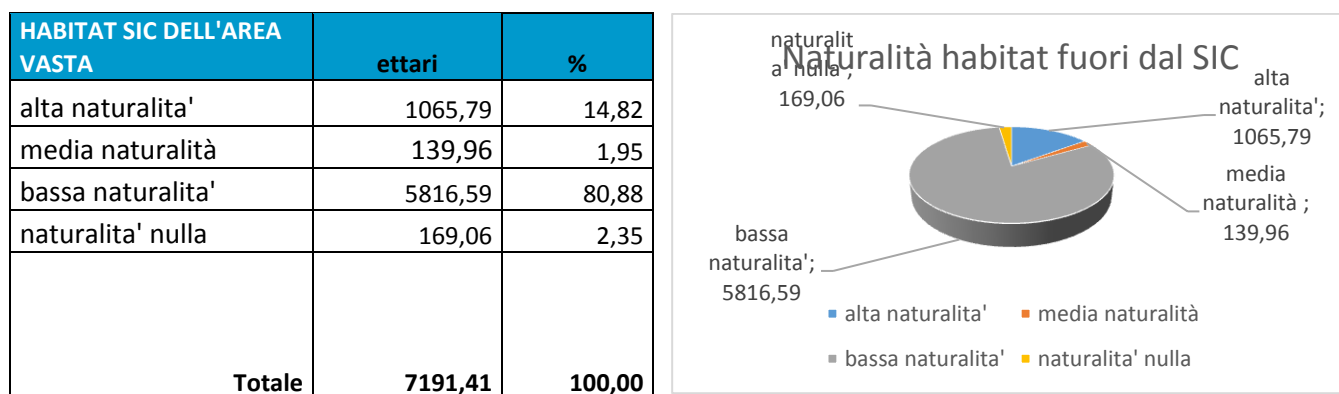 HABITAT SIC DELL'AREA
VASTA ettari %
alta naturalita' 1065,79 14,82
media naturalità 139,96 1,95
bassa naturalita' 5816,59 80,88
naturalita' nulla 169,06 2,35
Totale 7191,41 100,00
Naturalità habitat fuori dal SIC
naturalit
a' nulla ;
169,06
alta
naturalita';
1065,79
media
naturalità ;
139,96
bassa
naturalita';
5816,59
alta naturalita' media naturalità
bassa naturalita' naturalita' nulla